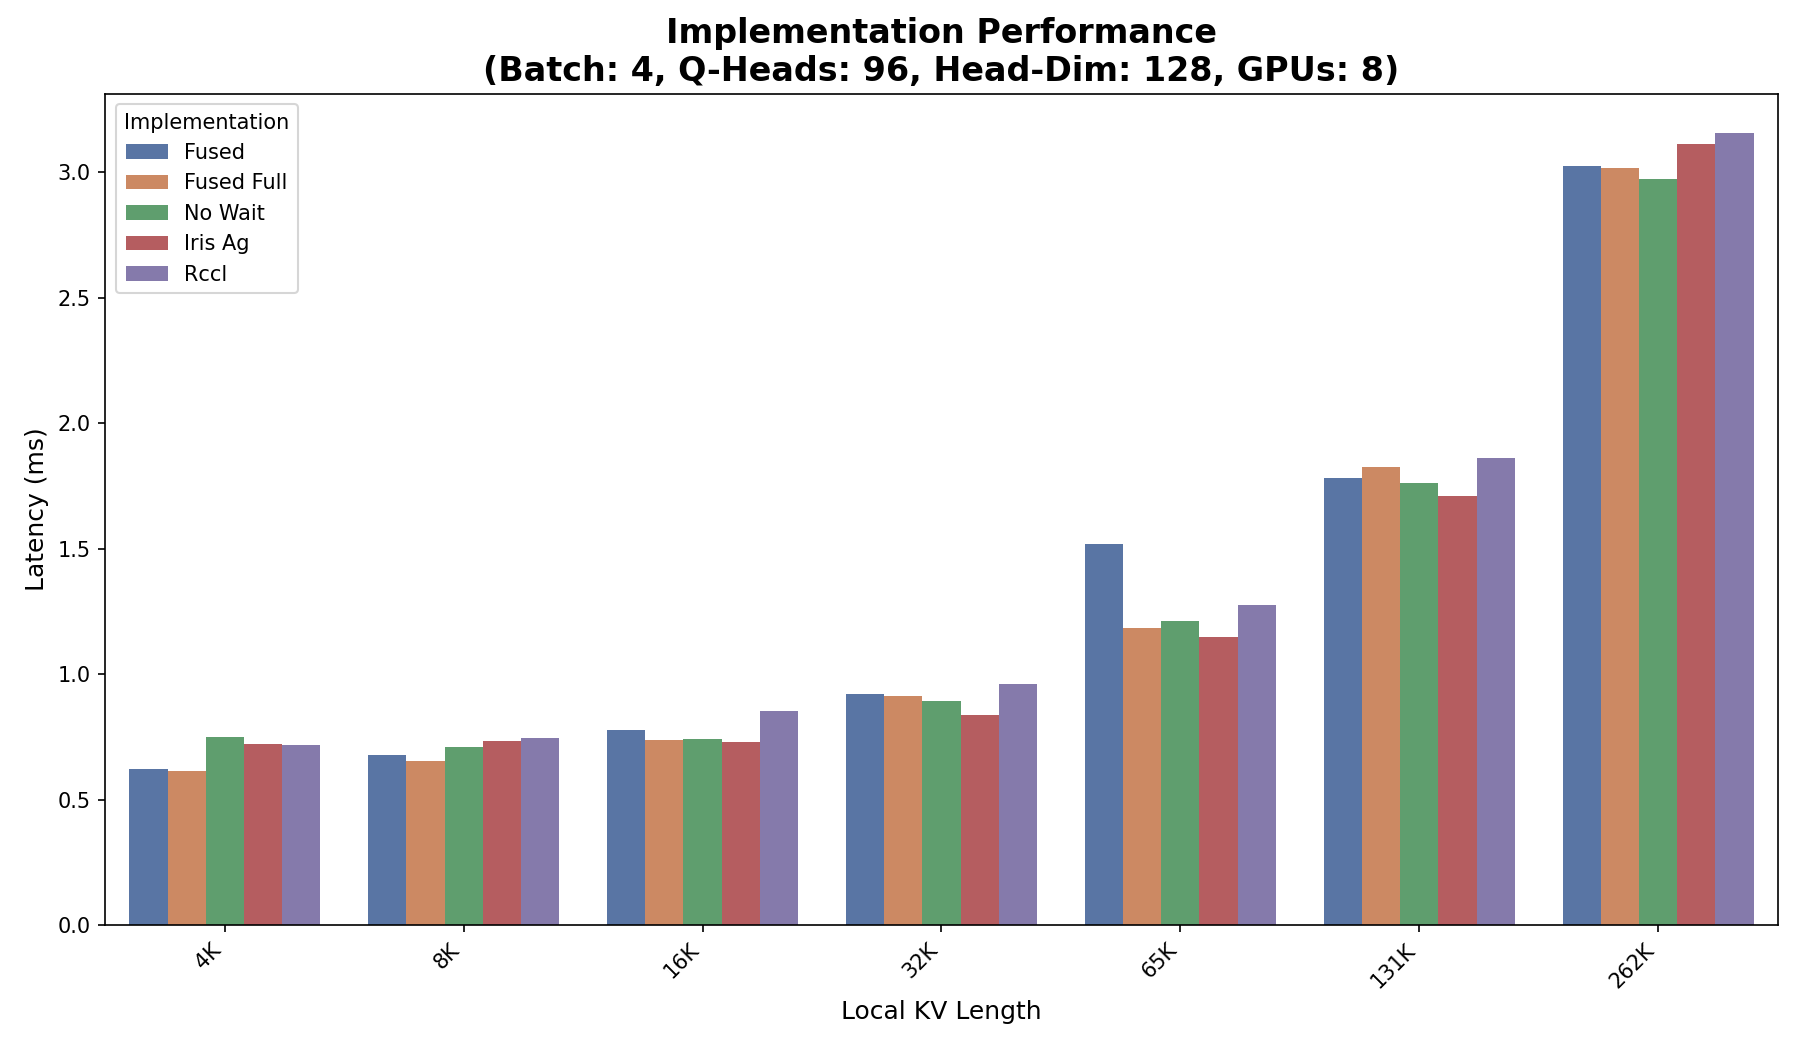 Implementation Performance
(Batch: 4, Q-Heads: 96, Head-Dim: 128, GPUs: 8)
Implementation
Fused
Fused Full
No Wait
Iris Ag
Rccl
Latency (ms)
3.0
2.5
2.0
1.5
1.0
0.5
0.0
4K
8K
16K
32K
65K
131K
262K
Local KV Length